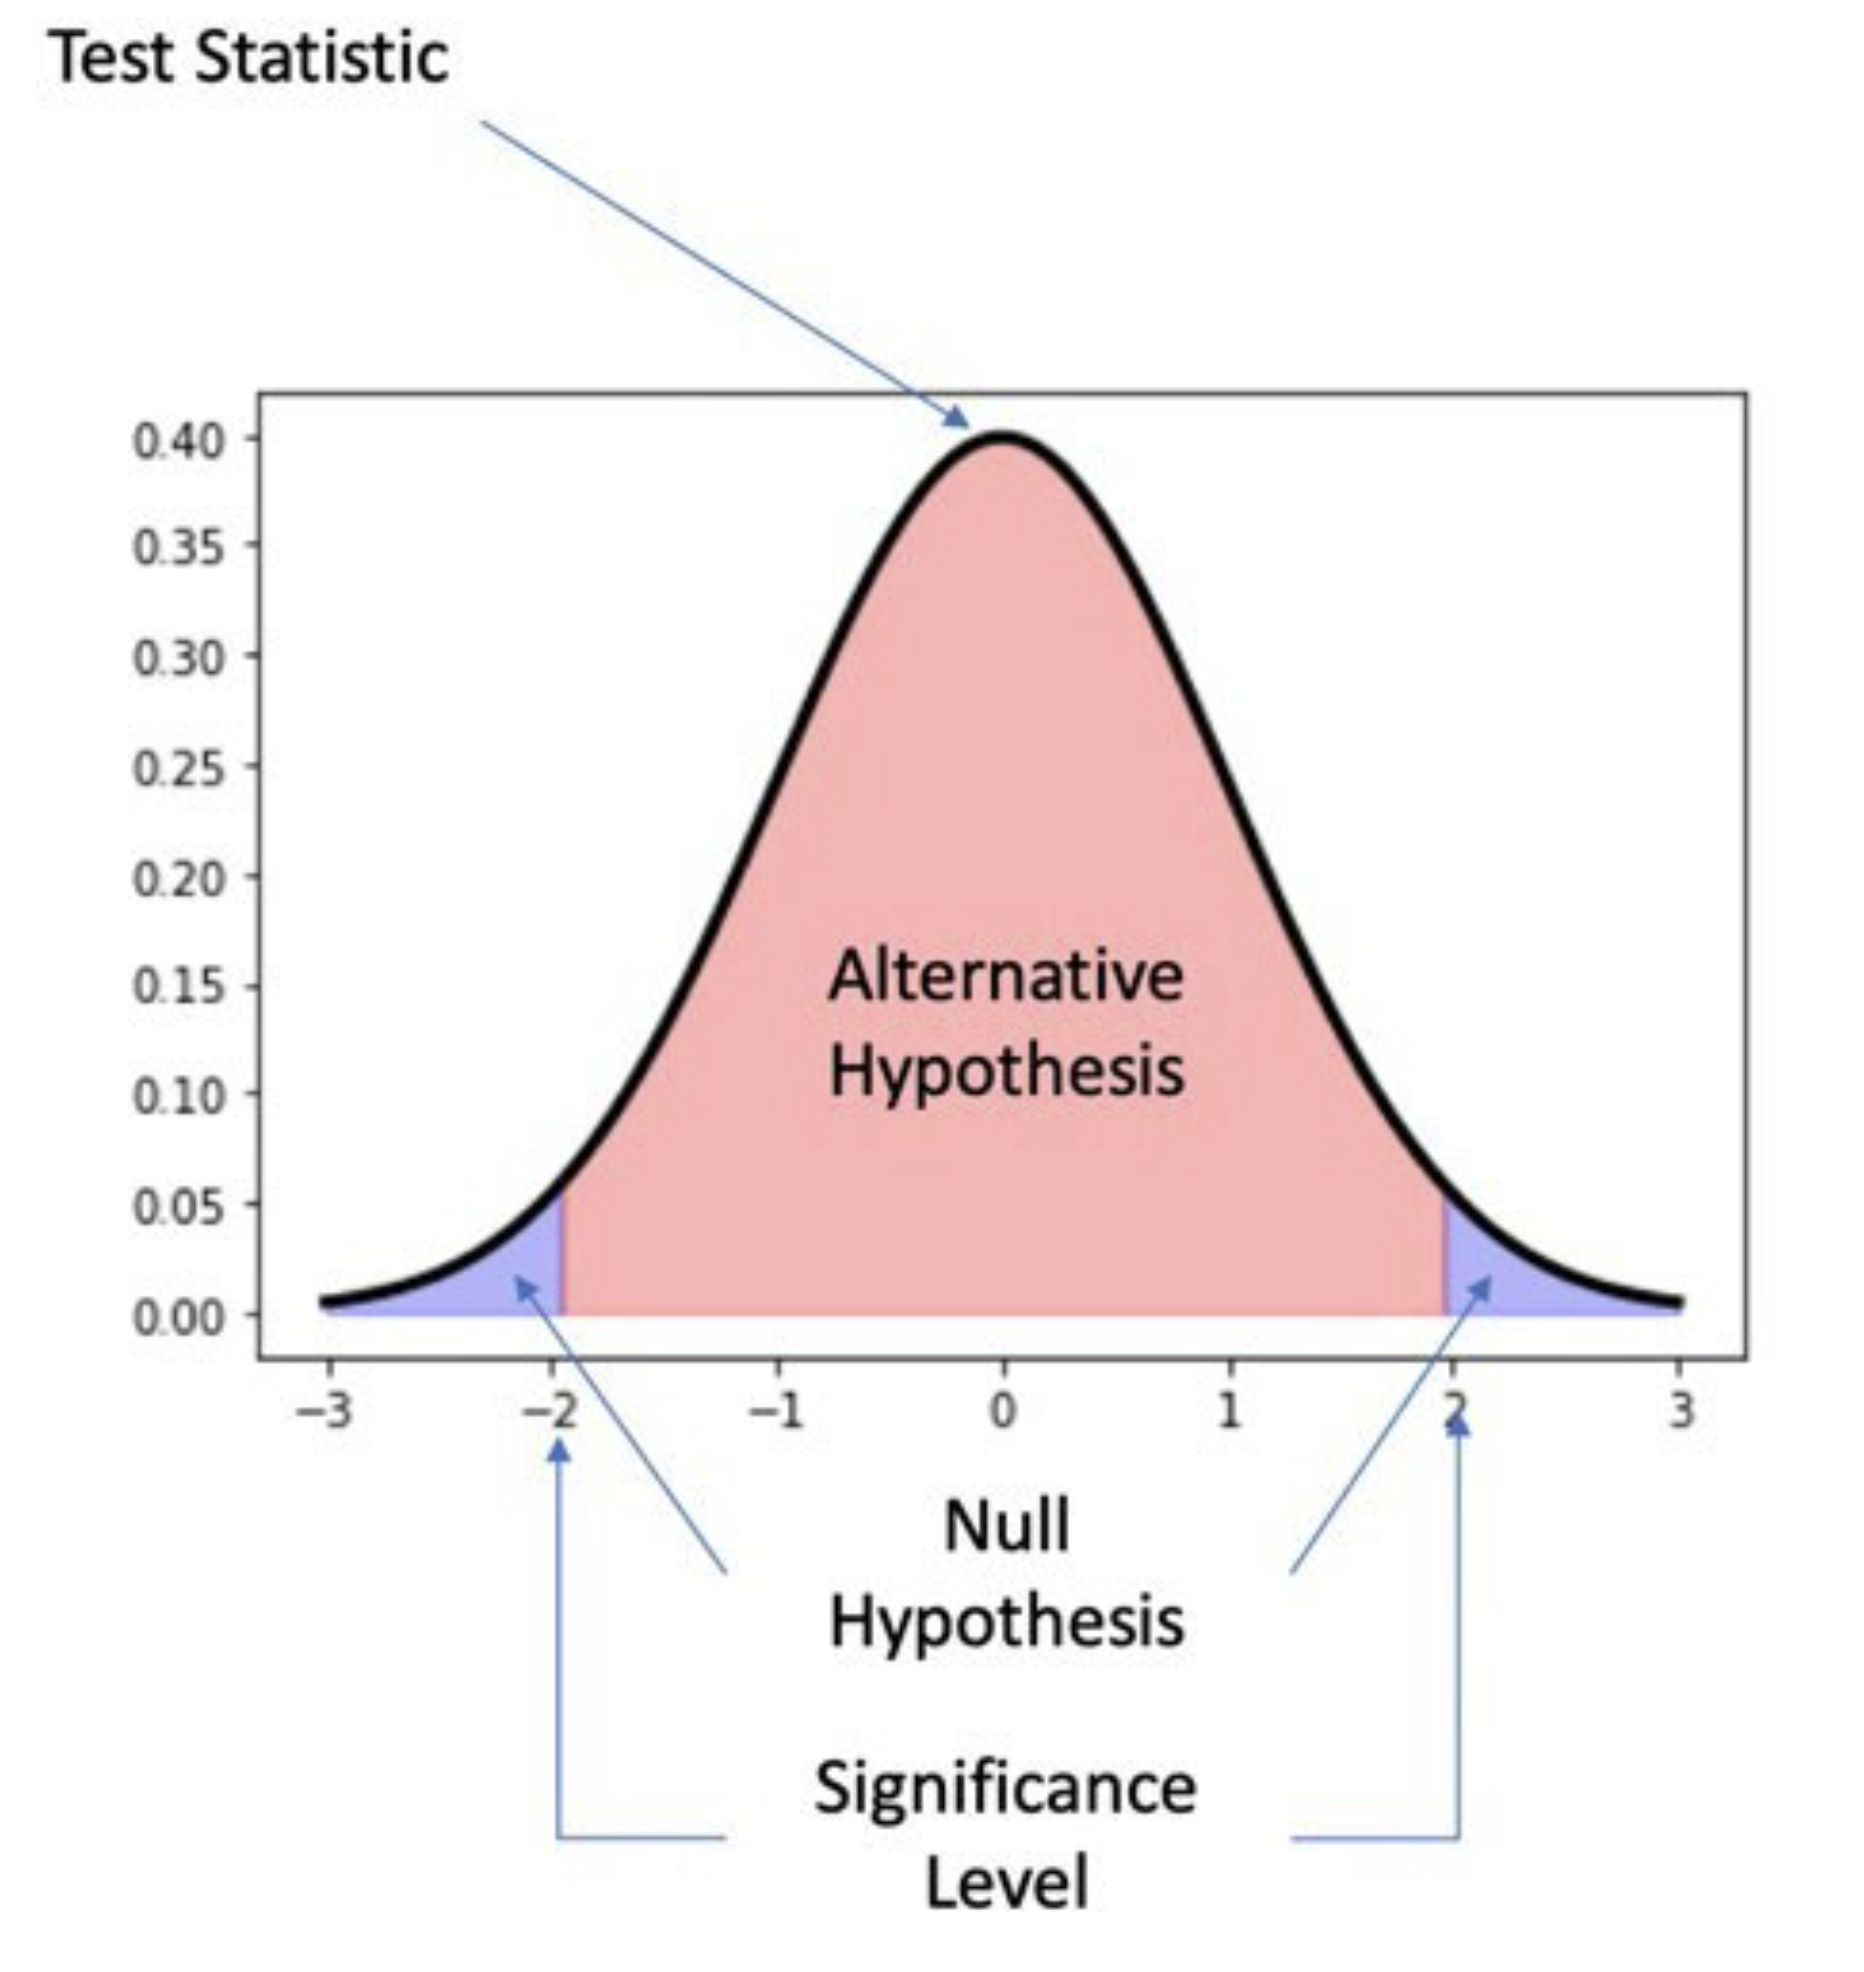 Test Statistic
0.40
0.35
0.30
0.25
0.20
0.15
Alternative
Hypothesis
0.10
0.05
0.00
−3 −2 −1 0 1 2 3
Null
Hypothesis
Significance
Level